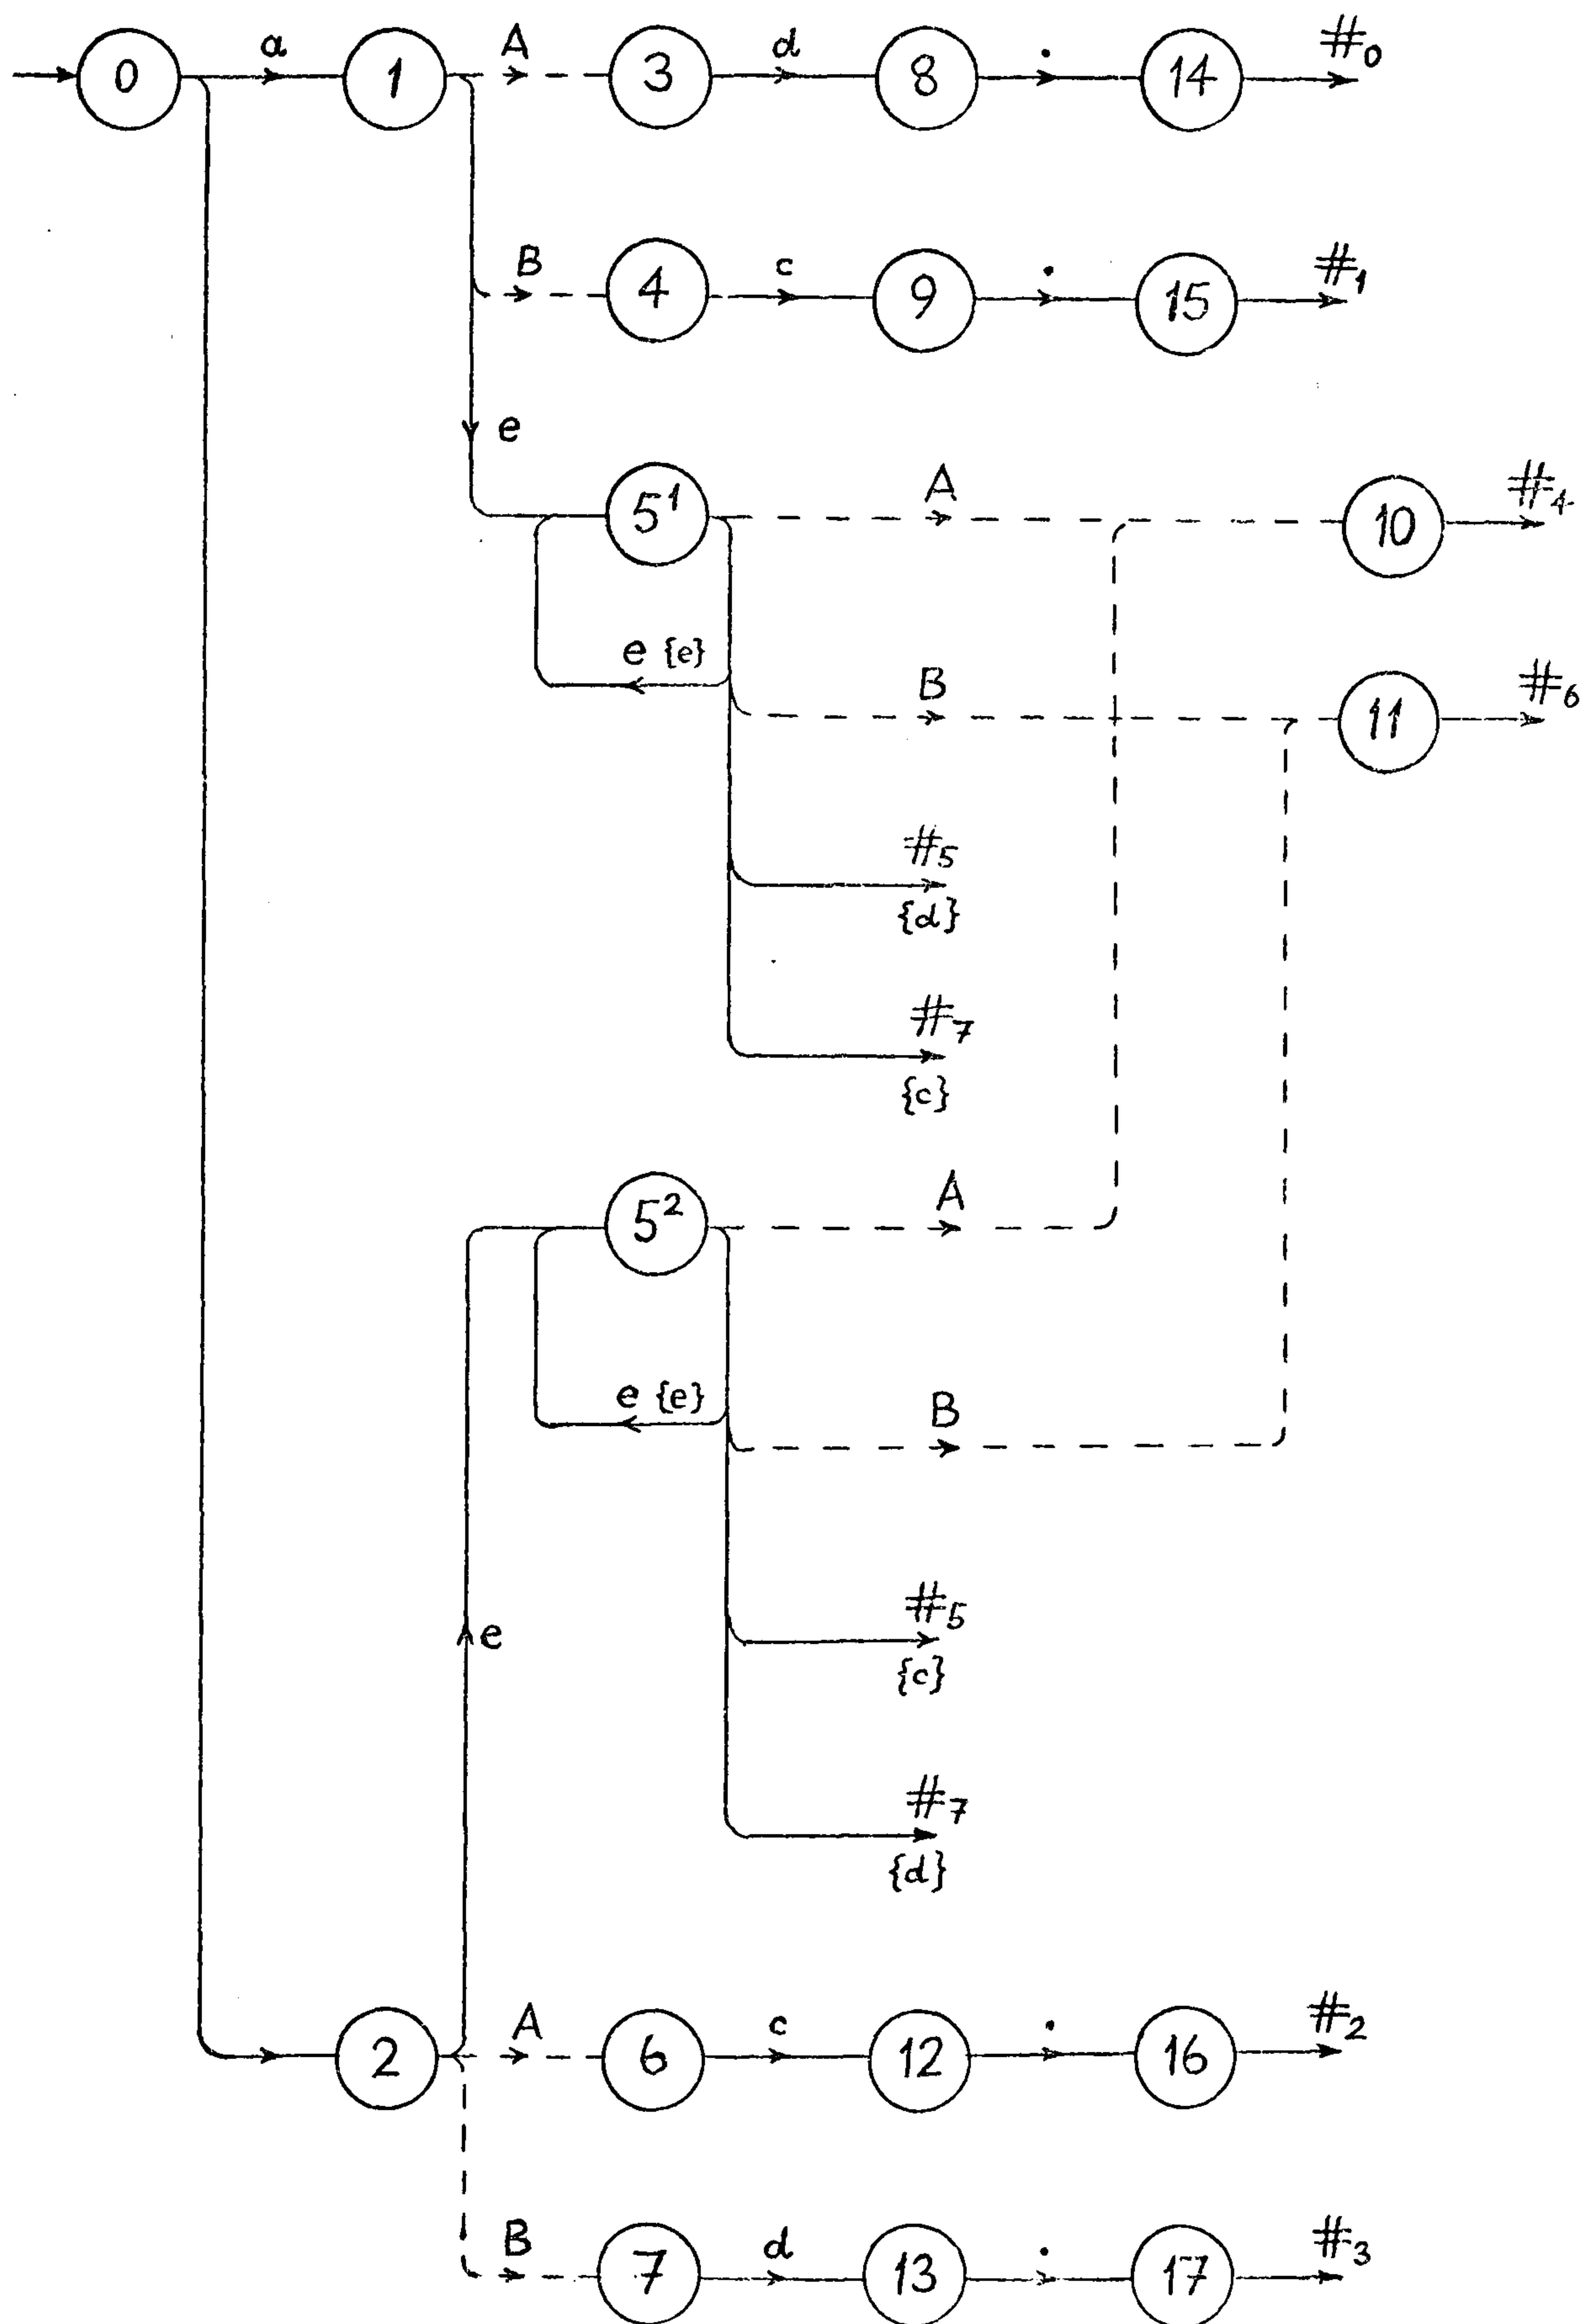 0 a 1 A 3 d 8 . 14 #0
B 4 c 9 . 15 #1
e
5¹ A 10 #4
e {e} B 11 #6
#5
{d}
#7
{c}
5² A
e {e} B
#5
{c}
e
#7
{d}
2 A 6 c 12 . 16 #2
B 7 d 13 . 17 #3